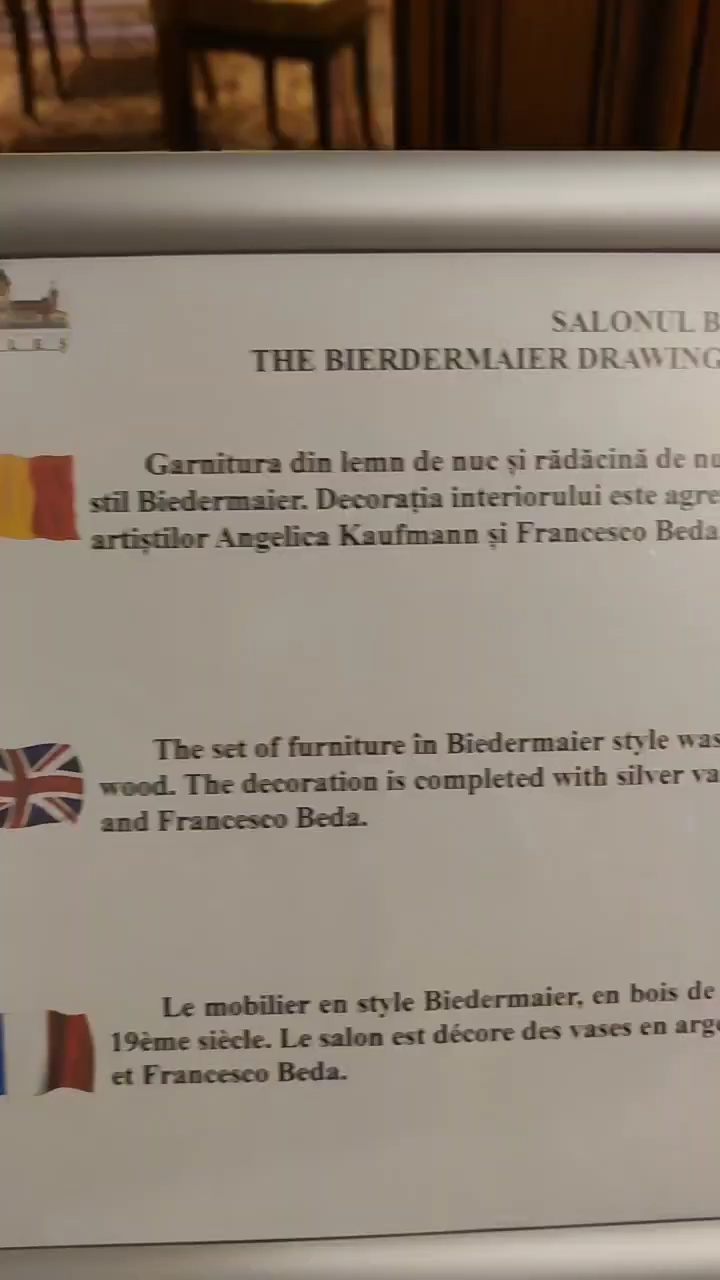 SALONUL B
THE BIERDERMAIER DRAWING
Garnitura din lemn de nuc și rădăcină de nu
stil Biedermaier. Decorația interiorului este agre
artiștilor Angelica Kaufmann și Francesco Beda
The set of furniture în Biedermaier style was
wood. The decoration is completed with silver va
and Francesco Beda.
Le mobilier en style Biedermaier, en bois de
19ème siècle. Le salon est décore des vases en arge
et Francesco Beda.